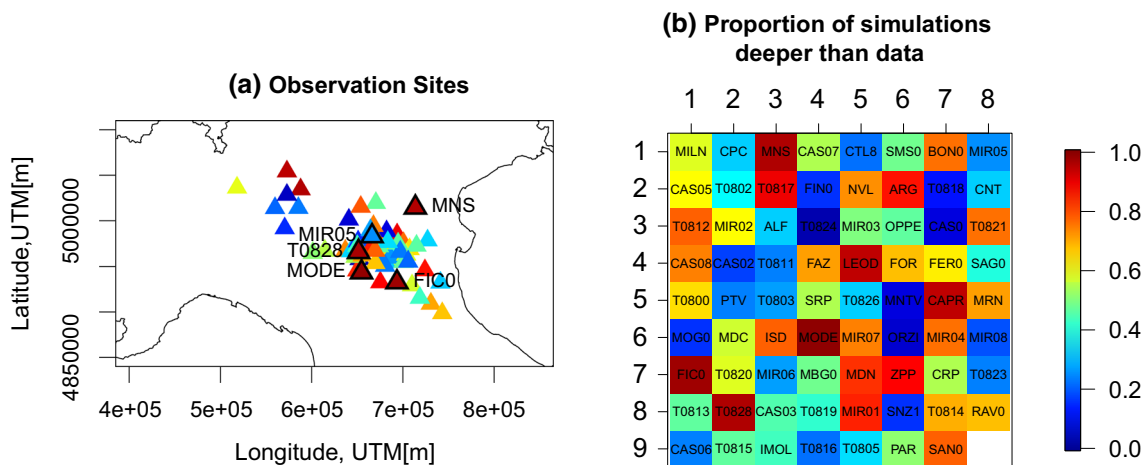 (a) Observation Sites
Latitude,UTM[m]
5000000
4850000
MNS
MIR05
T0828
MODE
FIC0
4e+05 5e+05 6e+05 7e+05 8e+05
Longitude, UTM[m]
(b) Proportion of simulations
deeper than data
1 2 3 4 5 6 7 8
1 MILN CPC MNS CAS07 CTL8 SMS0 BON0 MIR05
2 CAS05 T0802 T0817 FIN0 NVL ARG T0818 CNT
3 T0812 MIR02 ALF T0824 MIR03 OPPE CAS0 T0821
4 CAS08 CAS02 T0811 FAZ LEOD FOR FER0 SAG0
5 T0800 PTV T0803 SRP T0826 MNTV CAPR MRN
6 MOG0 MDC ISD MODE MIR07 ORZI MIR04 MIR08
7 FIC0 T0820 MIR06 MBG0 MDN ZPP CRP T0823
8 T0813 T0828 CAS03 T0819 MIR01 SNZ1 T0814 RAV0
9 CAS06 T0815 IMOL T0816 T0805 PAR SAN0
1.0
0.8
0.6
0.4
0.2
0.0